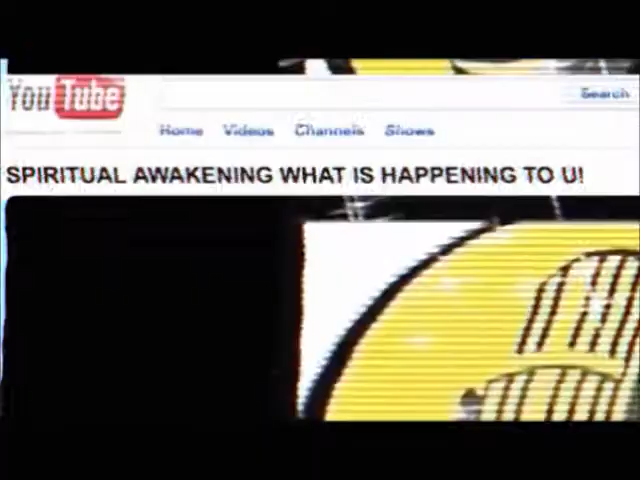 YouTube
Search
Home Videos Channels Shows
SPIRITUAL AWAKENING WHAT IS HAPPENING TO U!